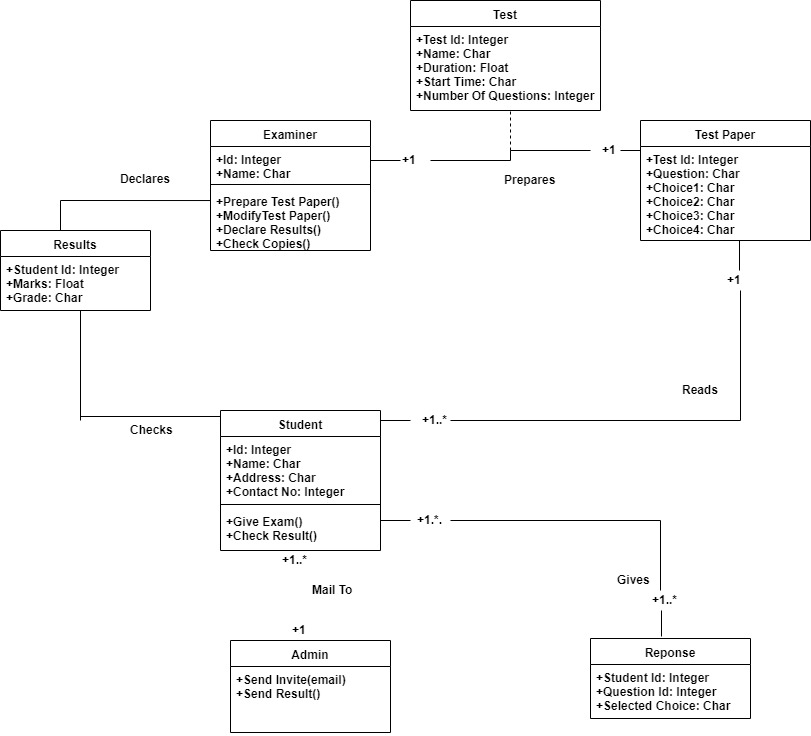 Test
+Test Id: Integer
+Name: Char
+Duration: Float
+Start Time: Char
+Number Of Questions: Integer
Examiner
+Id: Integer
+Name: Char
+Prepare Test Paper()
+ModifyTest Paper()
+Declare Results()
+Check Copies()
+1
Prepares
+1
Test Paper
+Test Id: Integer
+Question: Char
+Choice1: Char
+Choice2: Char
+Choice3: Char
+Choice4: Char
Declares
Results
+Student Id: Integer
+Marks: Float
+Grade: Char
+1
Reads
Checks
Student
+Id: Integer
+Name: Char
+Address: Char
+Contact No: Integer
+Give Exam()
+Check Result()
+1..*
+1.*.
+1..*
Mail To
+1
Gives
+1..*
Admin
+Send Invite(email)
+Send Result()
Reponse
+Student Id: Integer
+Question Id: Integer
+Selected Choice: Char